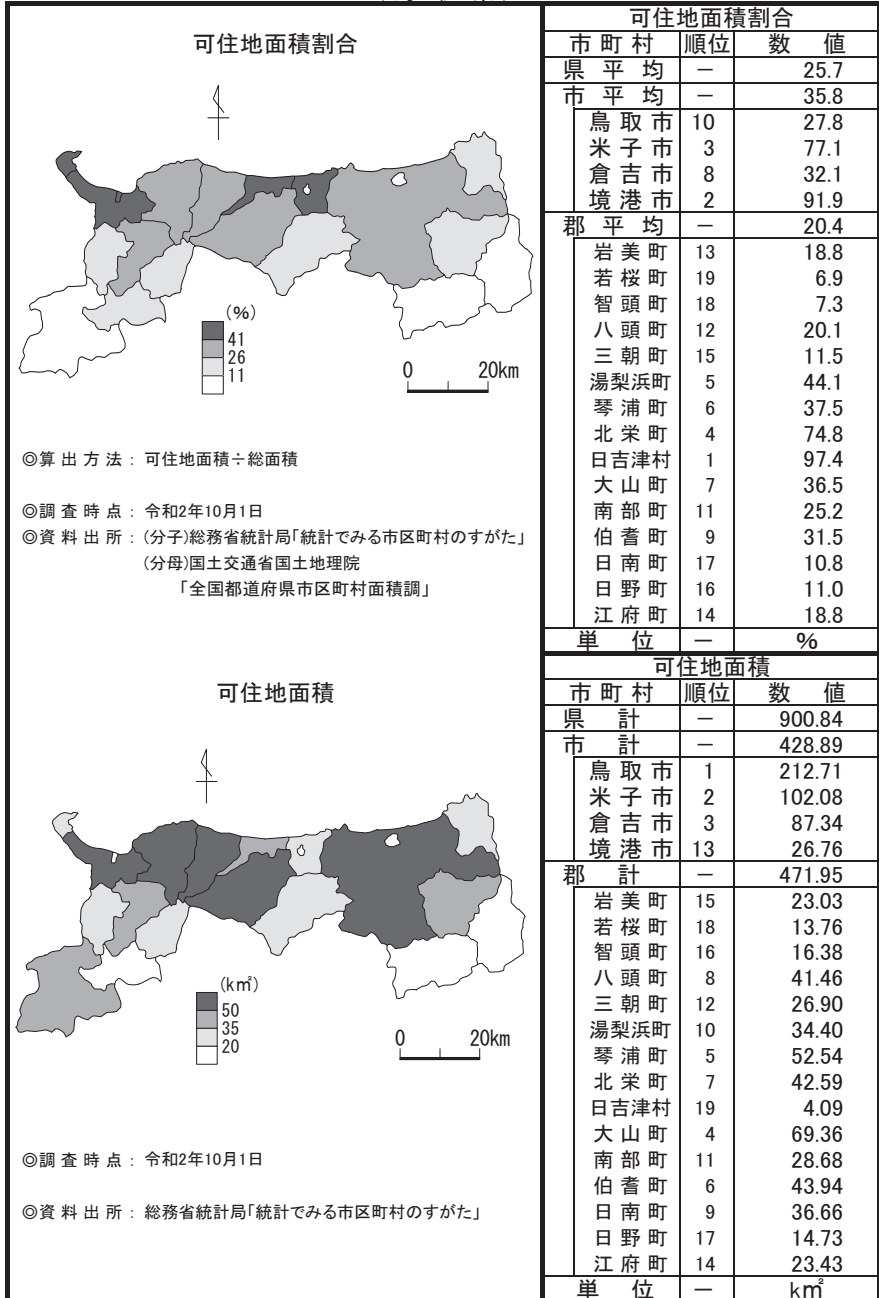 可住地面積割合
(%)
41
26
11
0 20km
◎算出方法：可住地面積÷総面積
◎調査時点：令和2年10月1日
◎資料出所：(分子)総務省統計局「統計でみる市区町村のすがた」
(分母)国土交通省国土地理院
「全国都道府県市区町村面積調」
可住地面積割合
市町村 順位 数値
県平均 － 25.7
市平均 － 35.8
鳥取市 10 27.8
米子市 3 77.1
倉吉市 8 32.1
境港市 2 91.9
郡平均 － 20.4
岩美町 13 18.8
若桜町 19 6.9
智頭町 18 7.3
八頭町 12 20.1
三朝町 15 11.5
湯梨浜町 5 44.1
琴浦町 6 37.5
北栄町 4 74.8
日吉津村 1 97.4
大山町 7 36.5
南部町 11 25.2
伯耆町 9 31.5
日南町 17 10.8
日野町 16 11.0
江府町 14 18.8
単位 － %
可住地面積
(k㎡)
50
35
20
0 20km
◎調査時点：令和2年10月1日
◎資料出所：総務省統計局「統計でみる市区町村のすがた」
可住地面積
市町村 順位 数値
県計 － 900.84
市計 － 428.89
鳥取市 1 212.71
米子市 2 102.08
倉吉市 3 87.34
境港市 13 26.76
郡計 － 471.95
岩美町 15 23.03
若桜町 18 13.76
智頭町 16 16.38
八頭町 8 41.46
三朝町 12 26.90
湯梨浜町 10 34.40
琴浦町 5 52.54
北栄町 7 42.59
日吉津村 19 4.09
大山町 4 69.36
南部町 11 28.68
伯耆町 6 43.94
日南町 9 36.66
日野町 17 14.73
江府町 14 23.43
単位 － k㎡